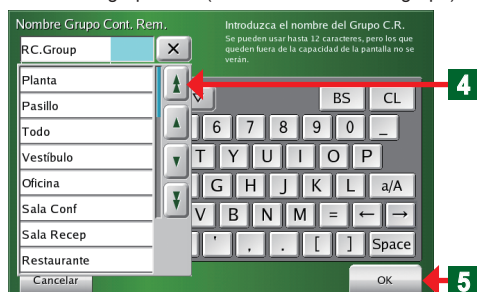 Nombre Grupo Cont. Rem.
Introduzca el nombre del Grupo C.R.
Se pueden usar hasta 12 caracteres, pero los que
queden fuera de la capacidad de la pantalla no se
verán.
RC.Group
Planta
Pasillo
Todo
Vestíbulo
Oficina
Sala Conf
Sala Recep
Restaurante
BS CL
6 7 8 9 0 _
T Y U I O P
G H J K L a/A
V B N M = ← →
' , . [ ] Space
Cancelar
OK
4
5